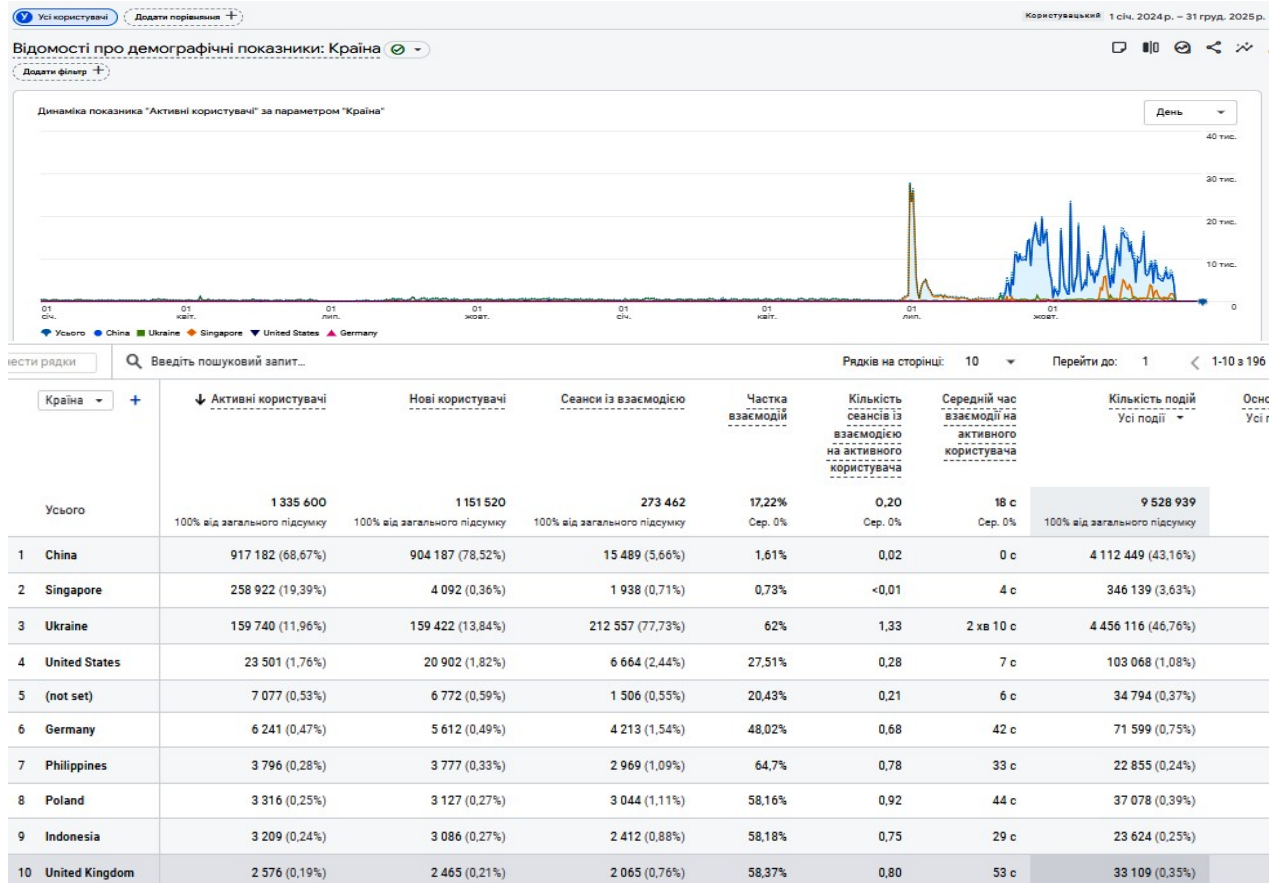 У Усі користувачі Додати порівняння + Користувацький 1 січ. 2024 р. – 31 груд. 2025 р.
Відомості про демографічні показники: Країна
Додати фільтр +
Динаміка показника "Активні користувачі" за параметром "Країна"
День
40 тис.
30 тис.
20 тис.
10 тис.
0
01 січ. 01 квіт. 01 лип. 01 жовт. 01 січ. 01 квіт. 01 лип. 01 жовт.
Усього China Ukraine Singapore United States Germany
нести рядки Введіть пошуковий запит... Рядків на сторінці: 10 Перейти до: 1 < 1-10 з 196
Країна + ↓ Активні користувачі Нові користувачі Сеанси із взаємодією Частка взаємодій Кількість сеансів із взаємодією на активного користувача Середній час взаємодії на активного користувача Кількість подій Усі події Осно Усі п
Усього 1 335 600 1 151 520 273 462 17,22% 0,20 18 с 9 528 939
100% від загального підсумку 100% від загального підсумку 100% від загального підсумку Сер. 0% Сер. 0% Сер. 0% 100% від загального підсумку
1 China 917 182 (68,67%) 904 187 (78,52%) 15 489 (5,66%) 1,61% 0,02 0 с 4 112 449 (43,16%)
2 Singapore 258 922 (19,39%) 4 092 (0,36%) 1 938 (0,71%) 0,73% <0,01 4 с 346 139 (3,63%)
3 Ukraine 159 740 (11,96%) 159 422 (13,84%) 212 557 (77,73%) 62% 1,33 2 хв 10 с 4 456 116 (46,76%)
4 United States 23 501 (1,76%) 20 902 (1,82%) 6 664 (2,44%) 27,51% 0,28 7 с 103 068 (1,08%)
5 (not set) 7 077 (0,53%) 6 772 (0,59%) 1 506 (0,55%) 20,43% 0,21 6 с 34 794 (0,37%)
6 Germany 6 241 (0,47%) 5 612 (0,49%) 4 213 (1,54%) 48,02% 0,68 42 с 71 599 (0,75%)
7 Philippines 3 796 (0,28%) 3 777 (0,33%) 2 969 (1,09%) 64,7% 0,78 33 с 22 855 (0,24%)
8 Poland 3 316 (0,25%) 3 127 (0,27%) 3 044 (1,11%) 58,16% 0,92 44 с 37 078 (0,39%)
9 Indonesia 3 209 (0,24%) 3 086 (0,27%) 2 412 (0,88%) 58,18% 0,75 29 с 23 624 (0,25%)
10 United Kingdom 2 576 (0,19%) 2 465 (0,21%) 2 065 (0,76%) 58,37% 0,80 53 с 33 109 (0,35%)